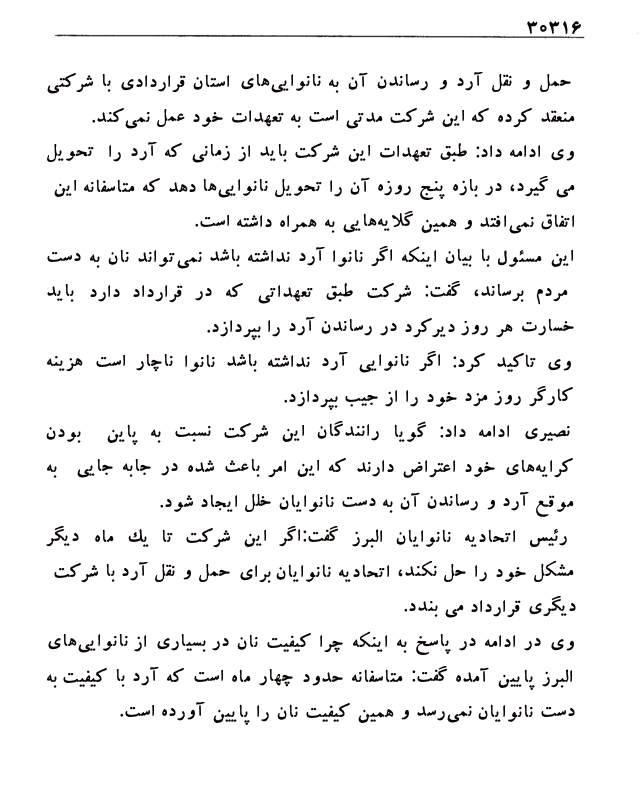 ۳۰۳۱۶
حمل و نقل آرد و رساندن آن به نانوایی‌های استان قراردادی با شرکتی
منعقد کرده که این شرکت مدتی است به تعهدات خود عمل نمی‌کند.
وی ادامه داد: طبق تعهدات این شرکت باید از زمانی که آرد را تحویل
می گیرد، در بازه پنج روزه آن را تحویل نانوایی‌ها دهد که متاسفانه این
اتفاق نمی‌افتد و همین گلایه‌هایی به همراه داشته است.
این مسئول با بیان اینکه اگر نانوا آرد نداشته باشد نمی‌تواند نان به دست
مردم برساند، گفت: شرکت طبق تعهداتی که در قرارداد دارد باید
خسارت هر روز دیرکرد در رساندن آرد را بپردازد.
وی تاکید کرد: اگر نانوایی آرد نداشته باشد نانوا ناچار است هزینه
کارگر روز مزد خود را از جیب بپردازد.
نصیری ادامه داد: گویا رانندگان این شرکت نسبت به پاین بودن
کرایه‌های خود اعتراض دارند که این امر باعث شده در جابه جایی به
موقع آرد و رساندن آن به دست نانوایان خلل ایجاد شود.
رئیس اتحادیه نانوایان البرز گفت:اگر این شرکت تا یك ماه دیگر
مشکل خود را حل نکند، اتحادیه نانوایان برای حمل و نقل آرد با شرکت
دیگری قرارداد می بندد.
وی در ادامه در پاسخ به اینکه چرا کیفیت نان در بسیاری از نانوایی‌های
البرز پایین آمده گفت: متاسفانه حدود چهار ماه است که آرد با کیفیت به
دست نانوایان نمی‌رسد و همین کیفیت نان را پایین آورده است.